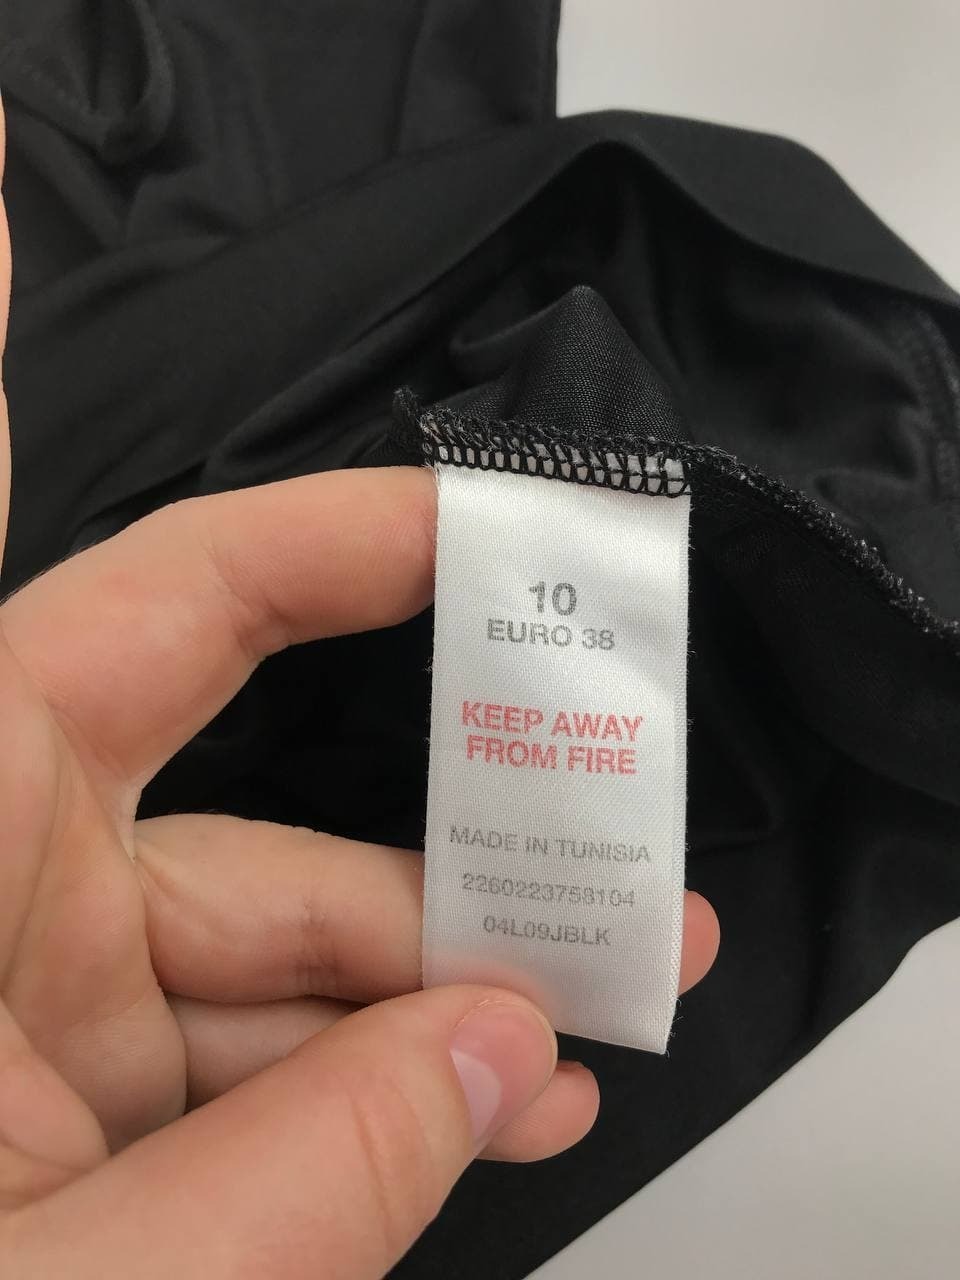 10
EURO 38
KEEP AWAY
FROM FIRE
MADE IN TUNISIA
2260223758104
04L09JBLK